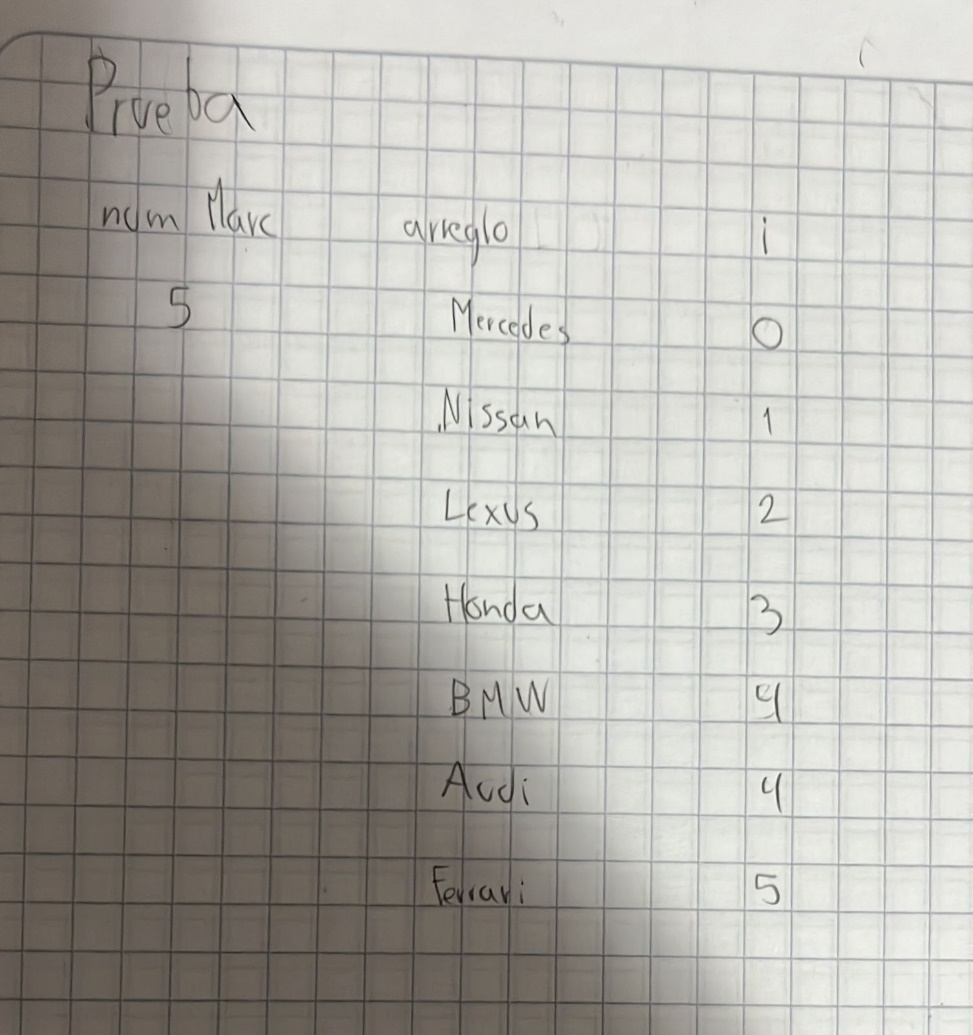 Prueba
num Marc arreglo i
5 Mercedes 0
Nissan 1
Lexus 2
Honda 3
BMW 4
Audi 4
Ferrari 5